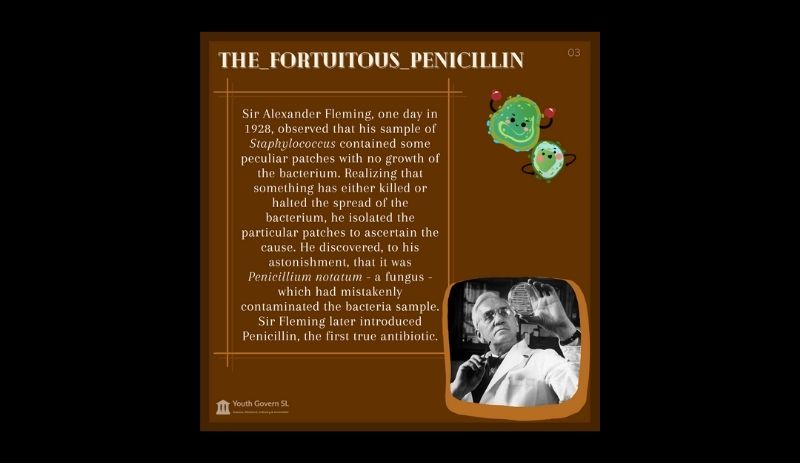 THE_FORTUITOUS_PENICILLIN
03
Sir Alexander Fleming, one day in
1928, observed that his sample of
Staphylococcus contained some
peculiar patches with no growth of
the bacterium. Realizing that
something has either killed or
halted the spread of the
bacterium, he isolated the
particular patches to ascertain the
cause. He discovered, to his
astonishment, that it was
Penicillium notatum - a fungus -
which had mistakenly
contaminated the bacteria sample.
Sir Fleming later introduced
Penicillin, the first true antibiotic.
Youth Govern SL